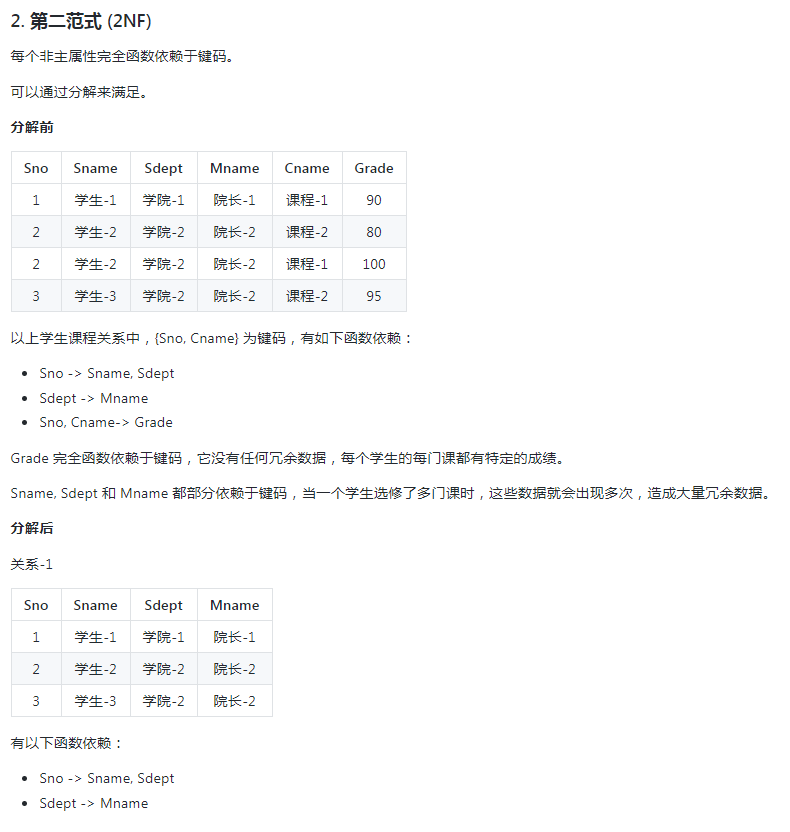 2. 第二范式 (2NF)
每个非主属性完全函数依赖于键码。
可以通过分解来满足。
分解前
Sno Sname Sdept Mname Cname Grade
1 学生-1 学院-1 院长-1 课程-1 90
2 学生-2 学院-2 院长-2 课程-2 80
2 学生-2 学院-2 院长-2 课程-1 100
3 学生-3 学院-2 院长-2 课程-2 95
以上学生课程关系中，{Sno, Cname} 为键码，有如下函数依赖：
• Sno -> Sname, Sdept
• Sdept -> Mname
• Sno, Cname-> Grade
Grade 完全函数依赖于键码，它没有任何冗余数据，每个学生的每门课都有特定的成绩。
Sname, Sdept 和 Mname 都部分依赖于键码，当一个学生选修了多门课时，这些数据就会出现多次，造成大量冗余数据。
分解后
关系-1
Sno Sname Sdept Mname
1 学生-1 学院-1 院长-1
2 学生-2 学院-2 院长-2
3 学生-3 学院-2 院长-2
有以下函数依赖：
• Sno -> Sname, Sdept
• Sdept -> Mname